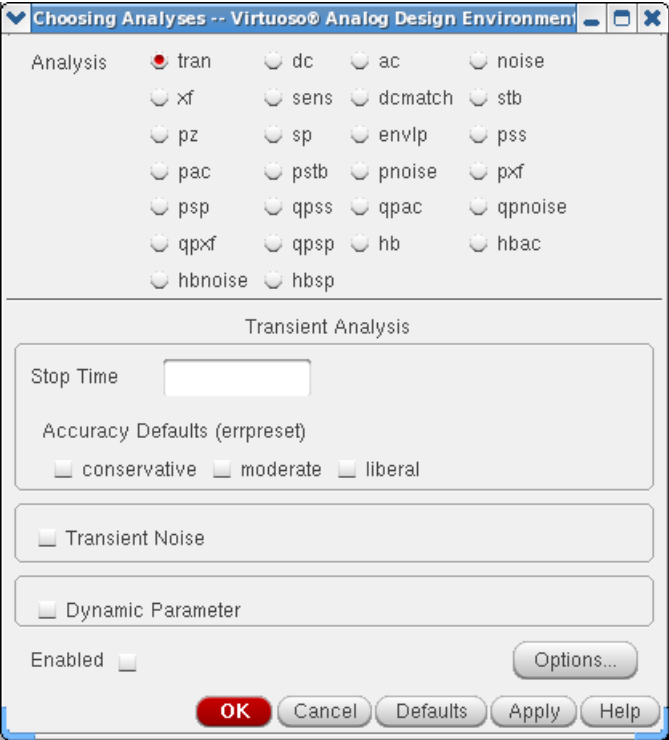 Choosing Analyses -- Virtuoso® Analog Design Environment
Analysis tran dc ac noise
xf sens dcmatch stb
pz sp envlp pss
pac pstb pnoise pxf
psp qpss qpac qpnoise
qpxf qpsp hb hbac
hbnoise hbsp
Transient Analysis
Stop Time
Accuracy Defaults (errpreset)
conservative moderate liberal
Transient Noise
Dynamic Parameter
Enabled Options...
OK Cancel Defaults Apply Help